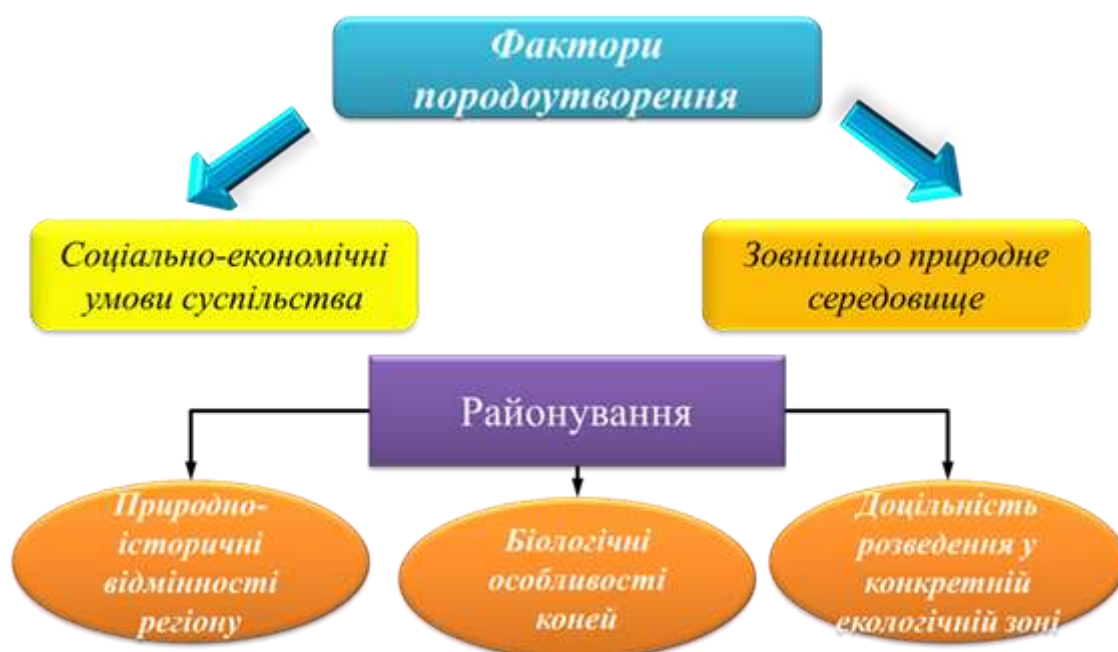 Фактори
породоутворення
Соціально-економічні
умови суспільства
Зовнішньо природне
середовище
Районування
Природно-
історичні
відмінності
регіону
Біологічні
особливості
коней
Доцільність
розведення у
конкретній
екологічній зоні